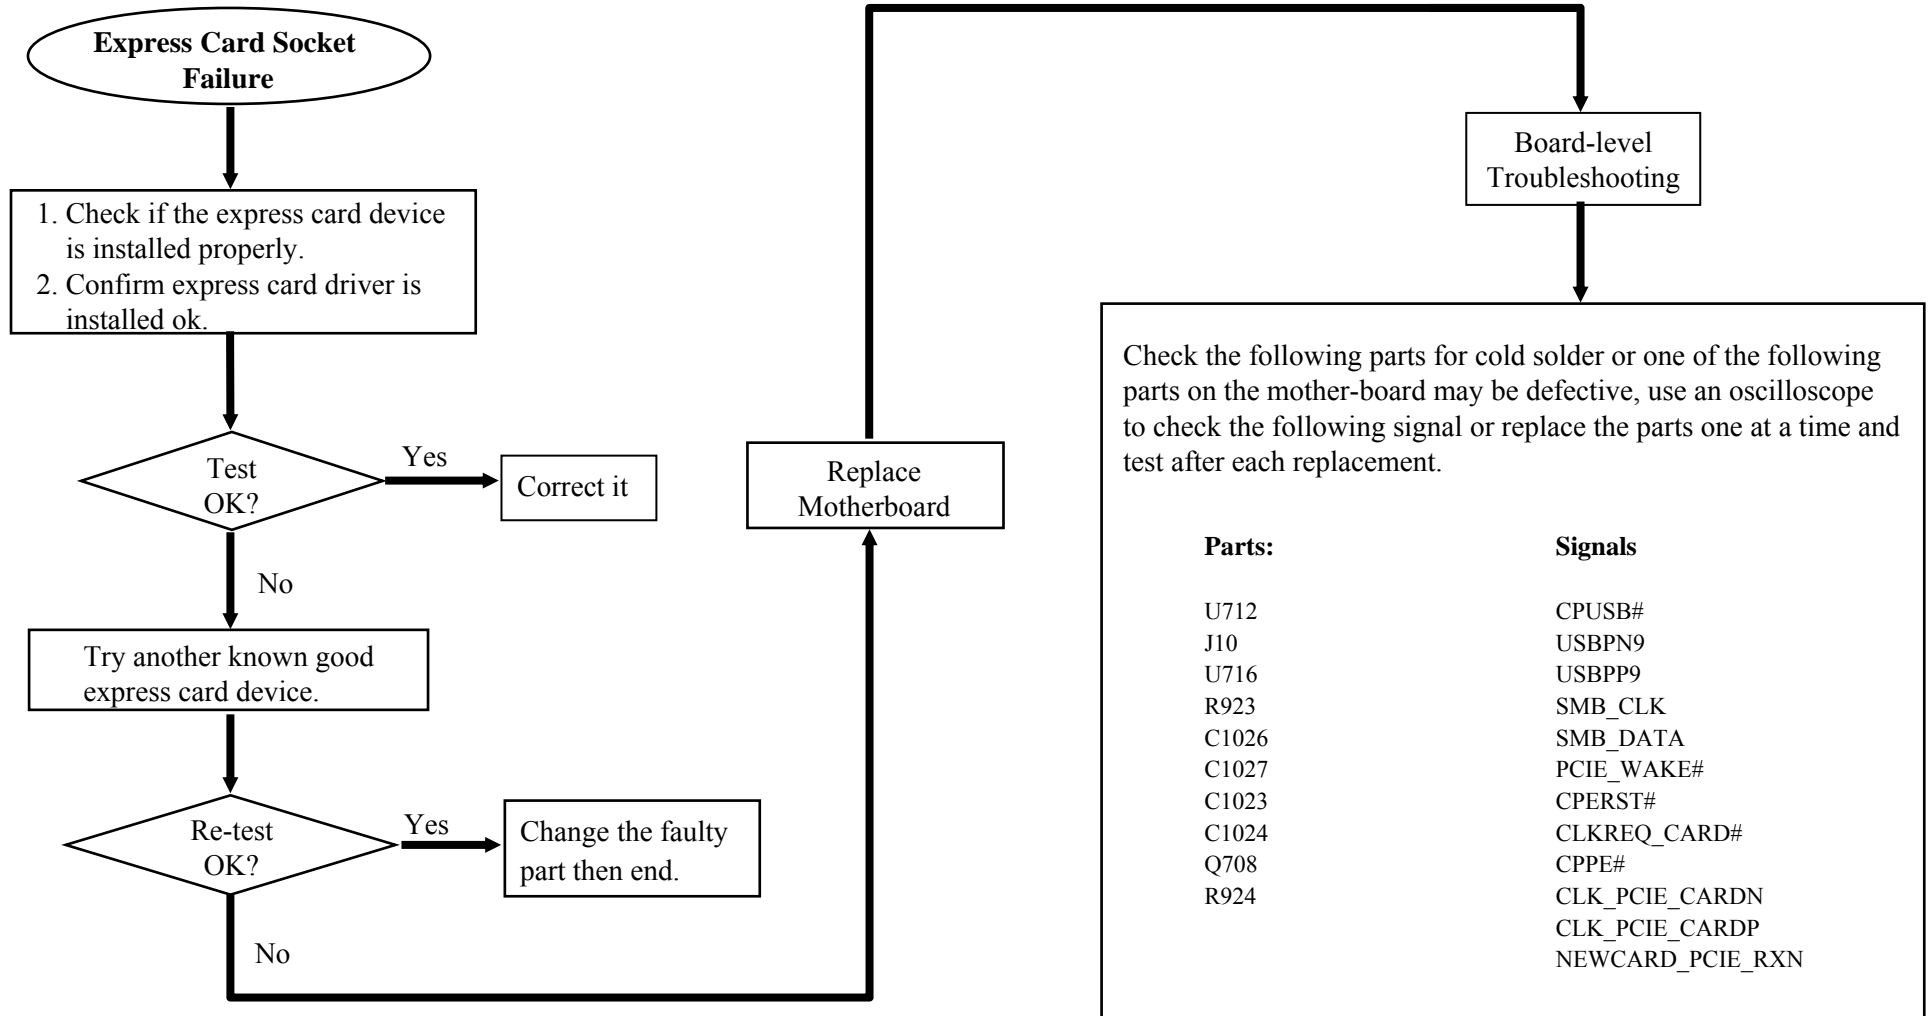 Express Card Socket
Failure
1. Check if the express card device
is installed properly.
2. Confirm express card driver is
installed ok.
Test
OK?
Yes
Correct it
No
Try another known good
express card device.
Re-test
OK?
Yes
Change the faulty
part then end.
No
Replace
Motherboard
Board-level
Troubleshooting
Check the following parts for cold solder or one of the following
parts on the mother-board may be defective, use an oscilloscope
to check the following signal or replace the parts one at a time and
test after each replacement.
Parts:
U712
J10
U716
R923
C1026
C1027
C1023
C1024
Q708
R924
Signals
CPUSB#
USBPN9
USBPP9
SMB_CLK
SMB_DATA
PCIE_WAKE#
CPERST#
CLKREQ_CARD#
CPPE#
CLK_PCIE_CARDN
CLK_PCIE_CARDP
NEWCARD_PCIE_RXN